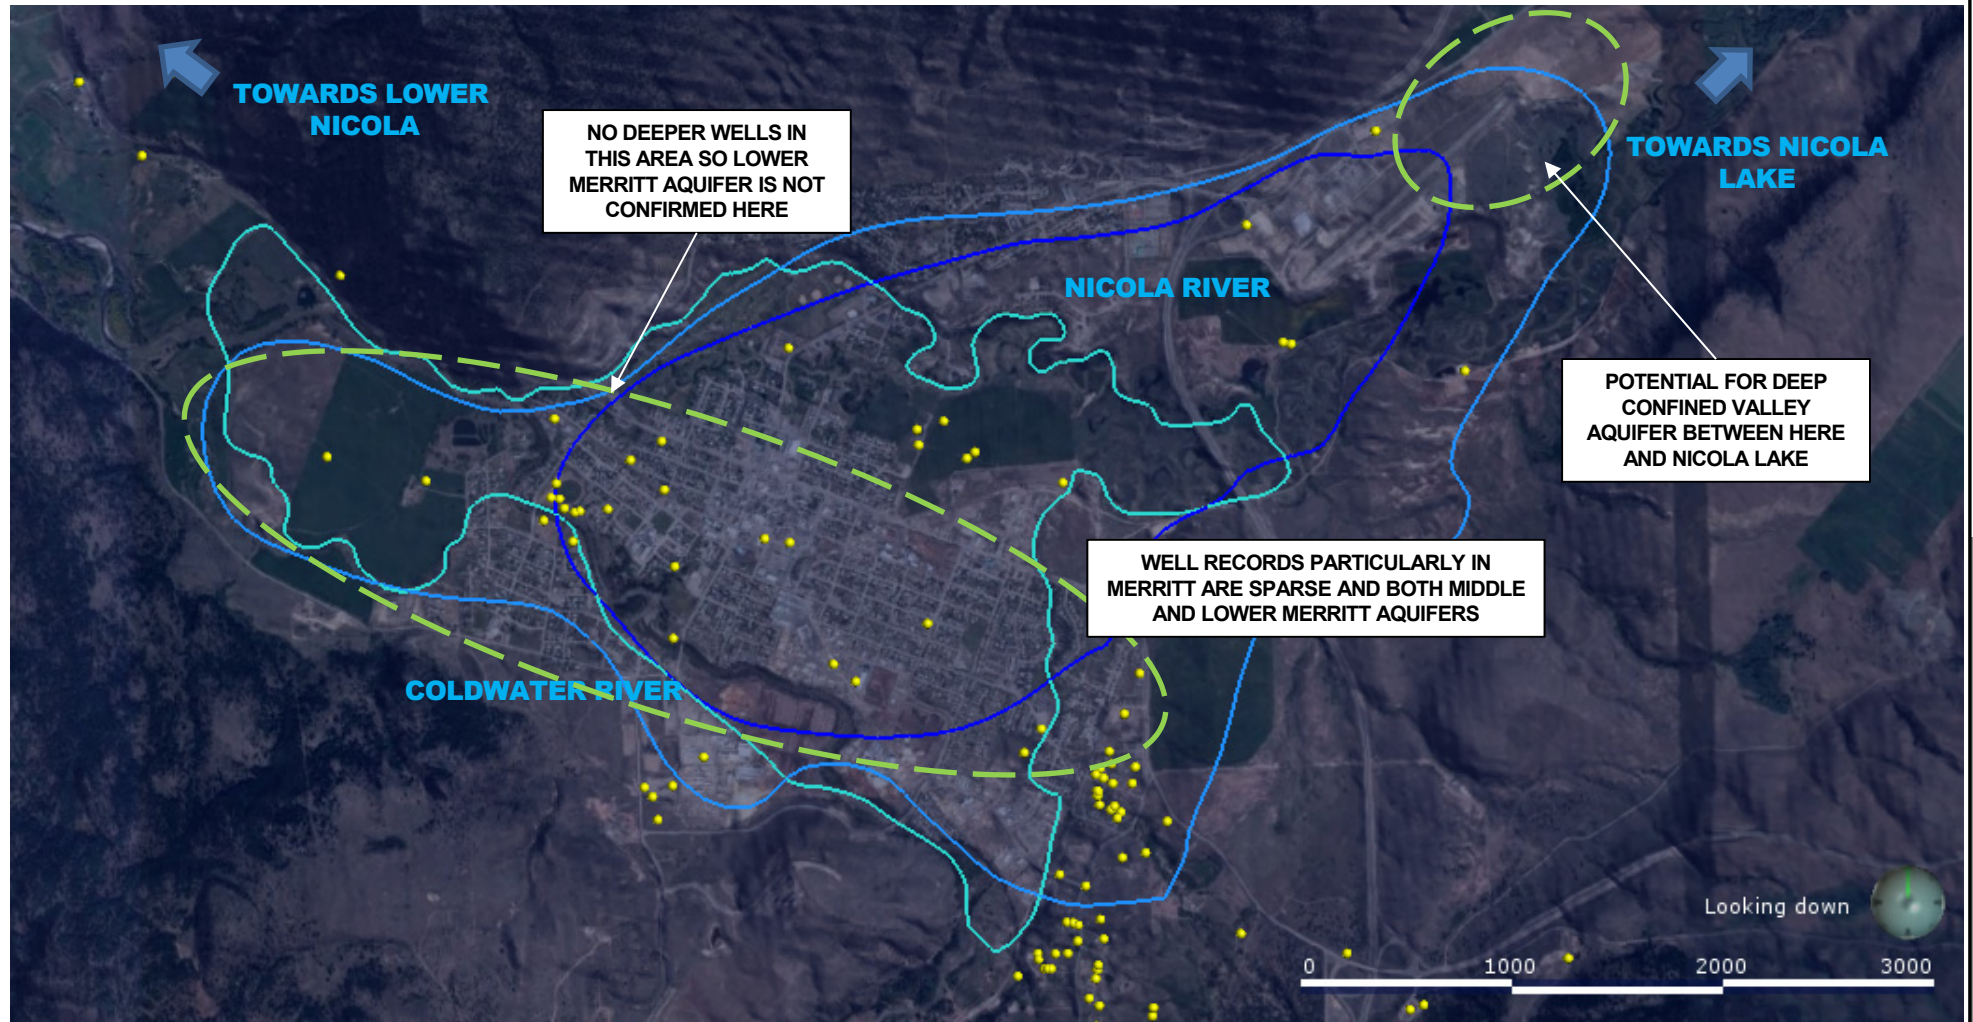 TOWARDS LOWER
NICOLA
NO DEEPER WELLS IN
THIS AREA SO LOWER
MERRITT AQUIFER IS NOT
CONFIRMED HERE
TOWARDS NICOLA
LAKE
NICOLA RIVER
POTENTIAL FOR DEEP
CONFINED VALLEY
AQUIFER BETWEEN HERE
AND NICOLA LAKE
WELL RECORDS PARTICULARLY IN
MERRITT ARE SPARSE AND BOTH MIDDLE
AND LOWER MERRITT AQUIFERS
COLDWATER RIVER
Looking down
0 1000 2000 3000